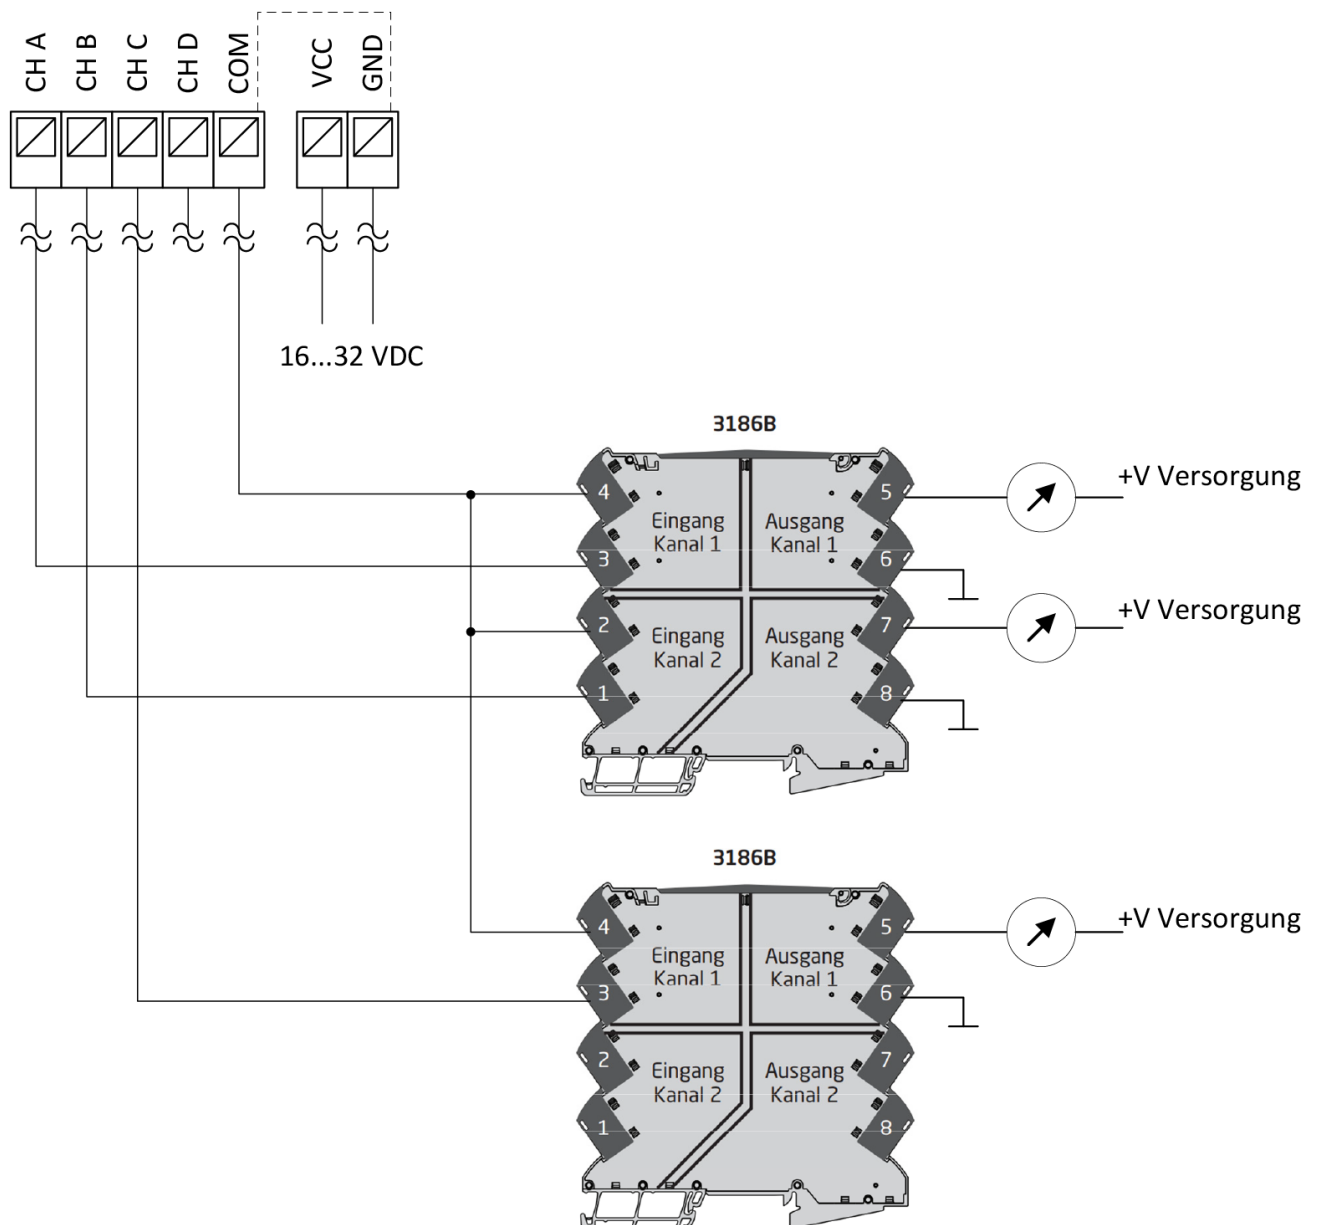 CH A
CH B
CH C
CH D
COM
VCC
GND
16...32 VDC
3186B
4
Eingang
Kanal 1
Ausgang
Kanal 1
5
+V Versorgung
3
6
2
Eingang
Kanal 2
Ausgang
Kanal 2
7
+V Versorgung
1
8
3186B
4
Eingang
Kanal 1
Ausgang
Kanal 1
5
+V Versorgung
3
6
2
Eingang
Kanal 2
Ausgang
Kanal 2
7
1
8